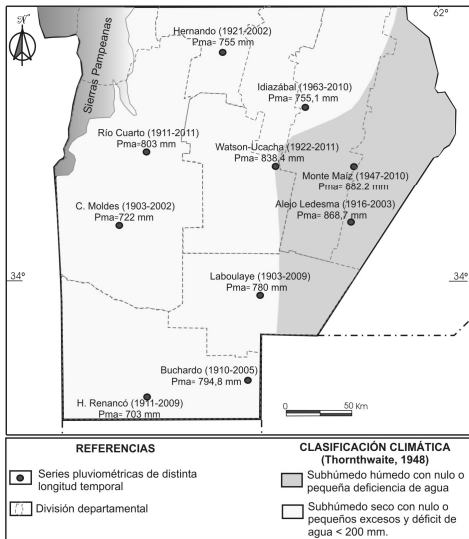 N
62°
Hernando (1921-2002)
Pma= 755 mm
Sierras Pampeanas
Idiazábal (1963-2010)
Pma= 755,1 mm
Río Cuarto (1911-2011)
Pma=803 mm
Watson-Ucacha (1922-2011)
Pma= 838,4 mm
Monte Maíz (1947-2010)
Pma= 882,2 mm
C. Moldes (1903-2002)
Pma= 722 mm
Alejo Ledesma (1916-2003)
Pma= 868,7 mm
34°
34°
Laboulaye (1903-2009)
Pma= 780 mm
Buchardo (1910-2005)
Pma= 794,8 mm
H. Renancó (1911-2009)
Pma= 703 mm
0 50 Km
REFERENCIAS
Series pluviométricas de distinta
longitud temporal
División departamental
CLASIFICACIÓN CLIMÁTICA
(Thornthwaite, 1948)
Subhúmedo húmedo con nulo o
pequeña deficiencia de agua
Subhúmedo seco con nulo o
pequeños excesos y déficit de
agua < 200 mm.